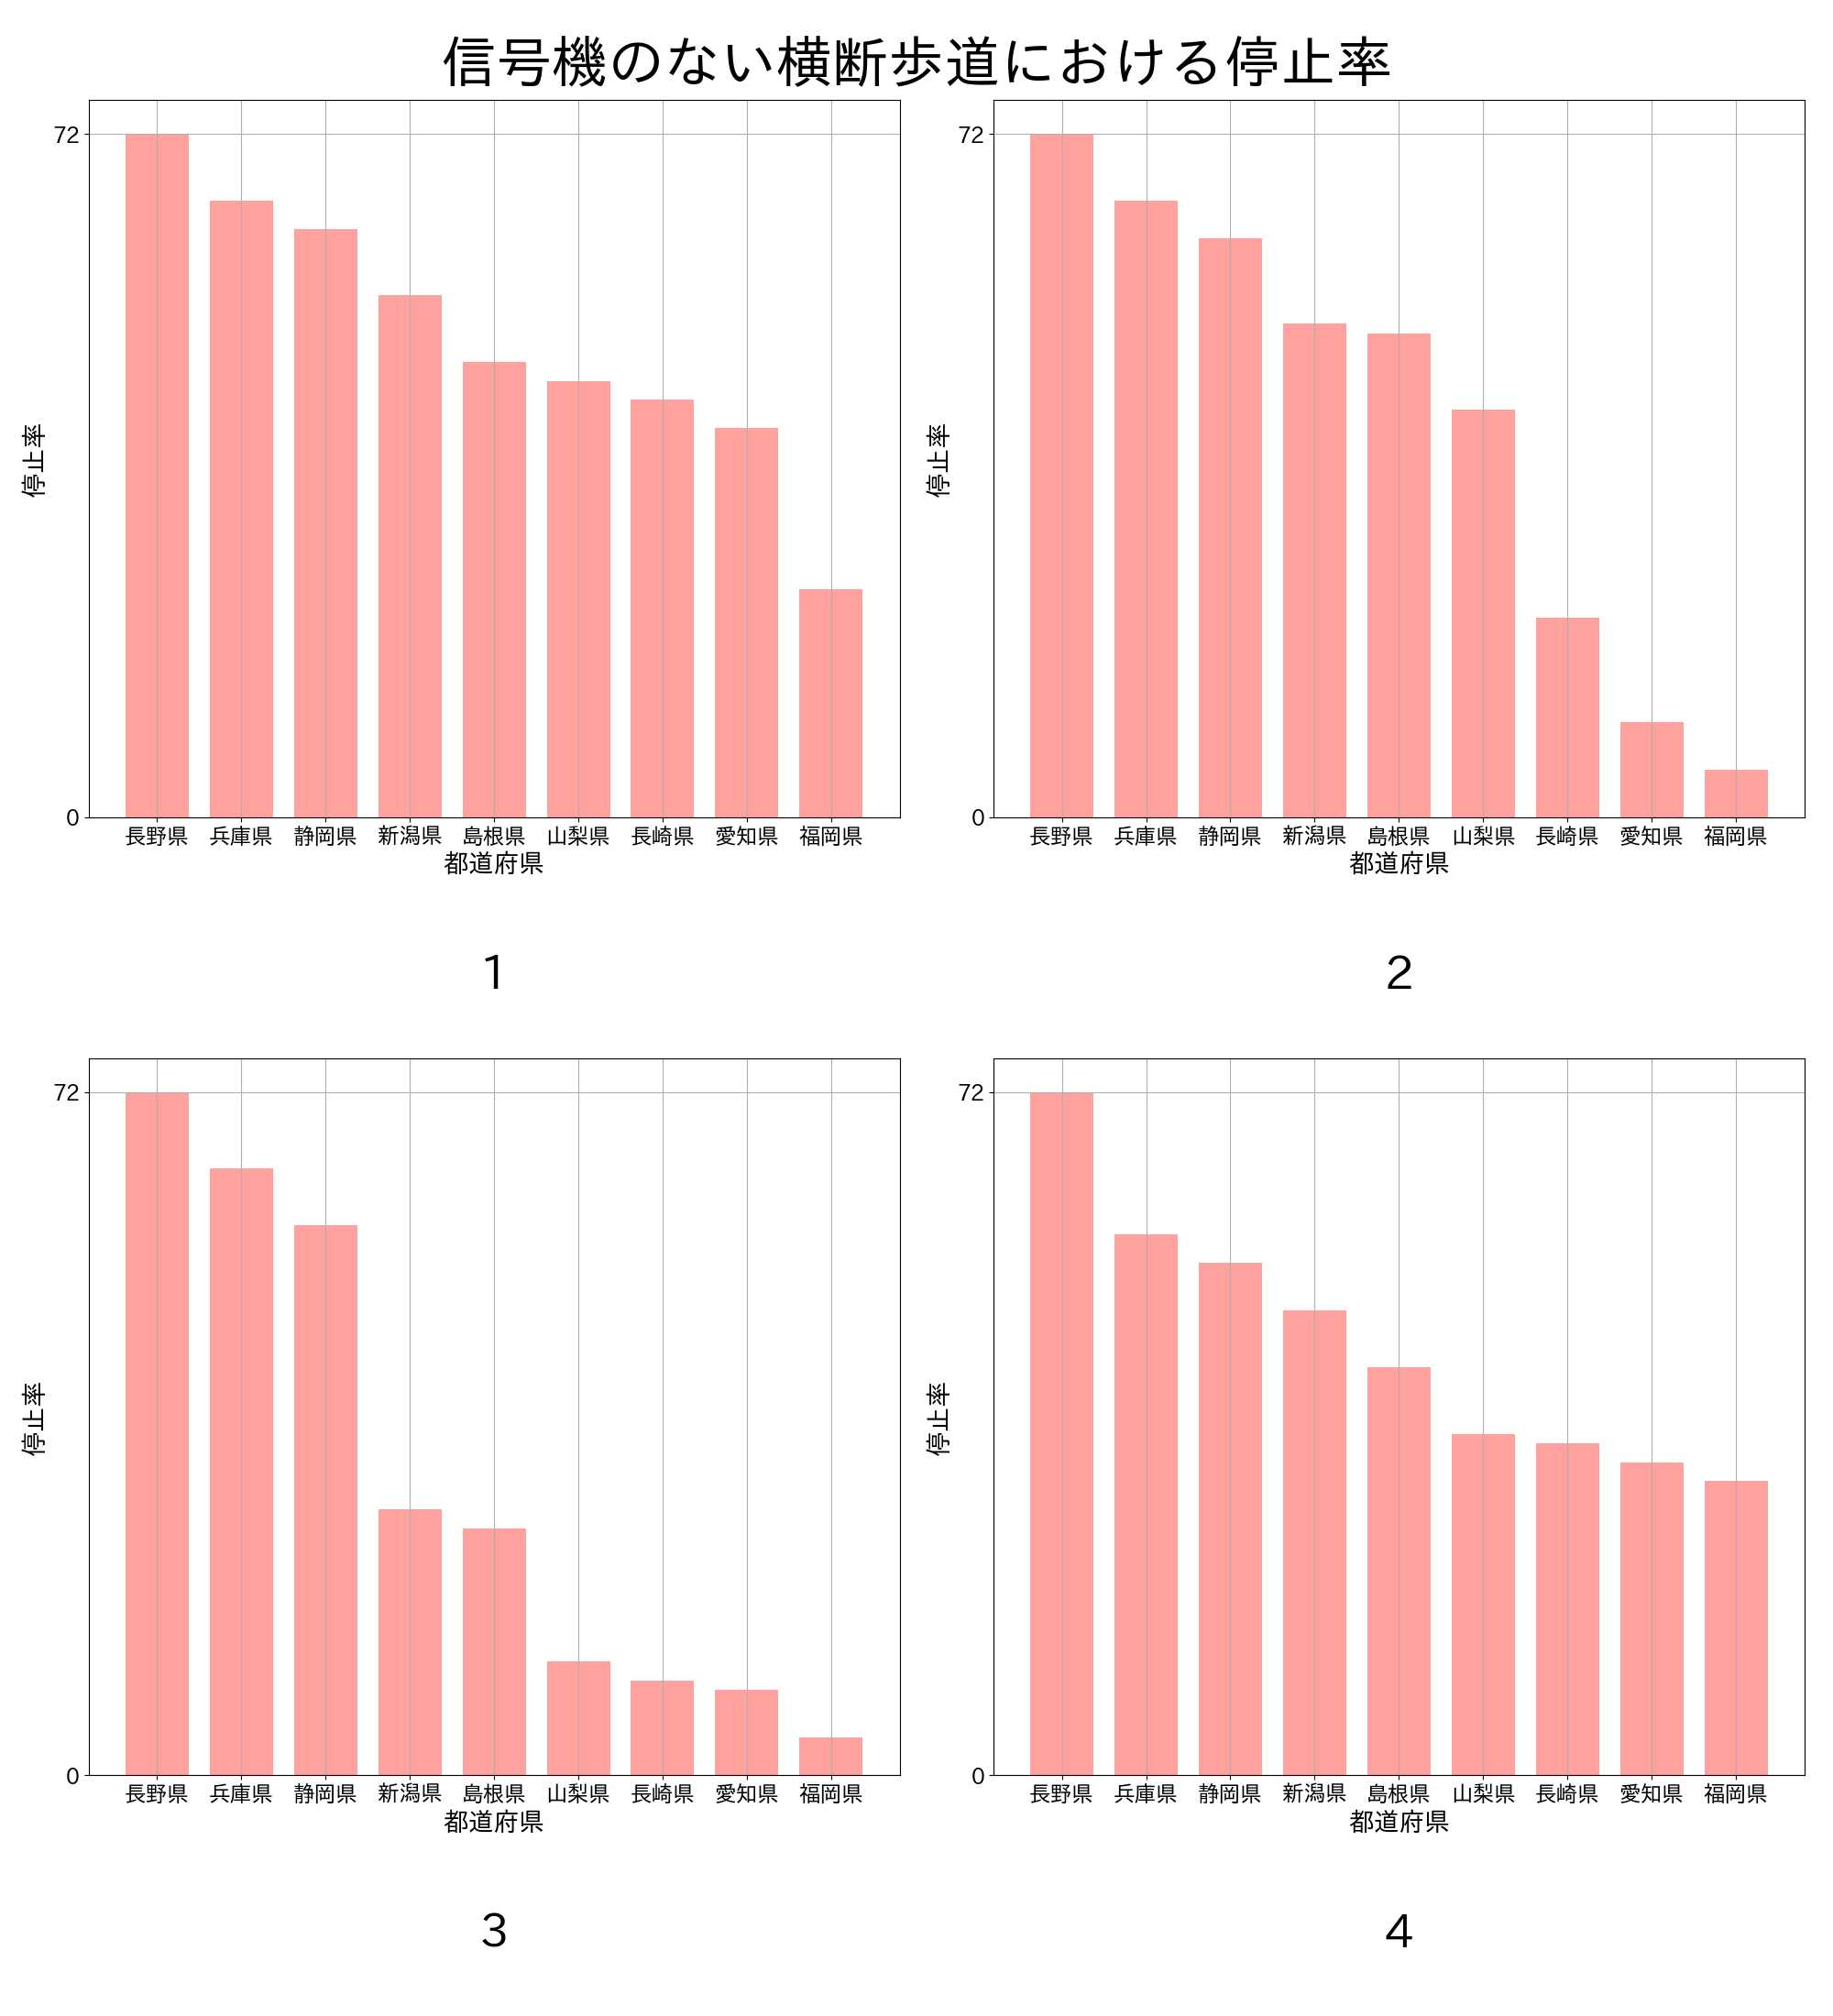 信号機のない横断歩道における停止率
72
停止率
0
長野県 兵庫県 静岡県 新潟県 島根県 山梨県 長崎県 愛知県 福岡県
都道府県
1
72
停止率
0
長野県 兵庫県 静岡県 新潟県 島根県 山梨県 長崎県 愛知県 福岡県
都道府県
2
72
停止率
0
長野県 兵庫県 静岡県 新潟県 島根県 山梨県 長崎県 愛知県 福岡県
都道府県
3
72
停止率
0
長野県 兵庫県 静岡県 新潟県 島根県 山梨県 長崎県 愛知県 福岡県
都道府県
4